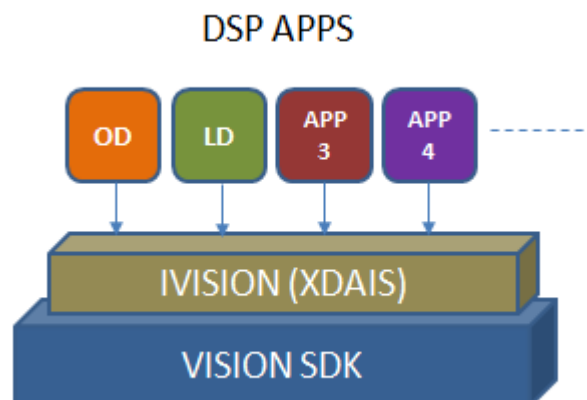 DSP APPS
OD
LD
APP
3
APP
4
IVISION (XDAIS)
VISION SDK